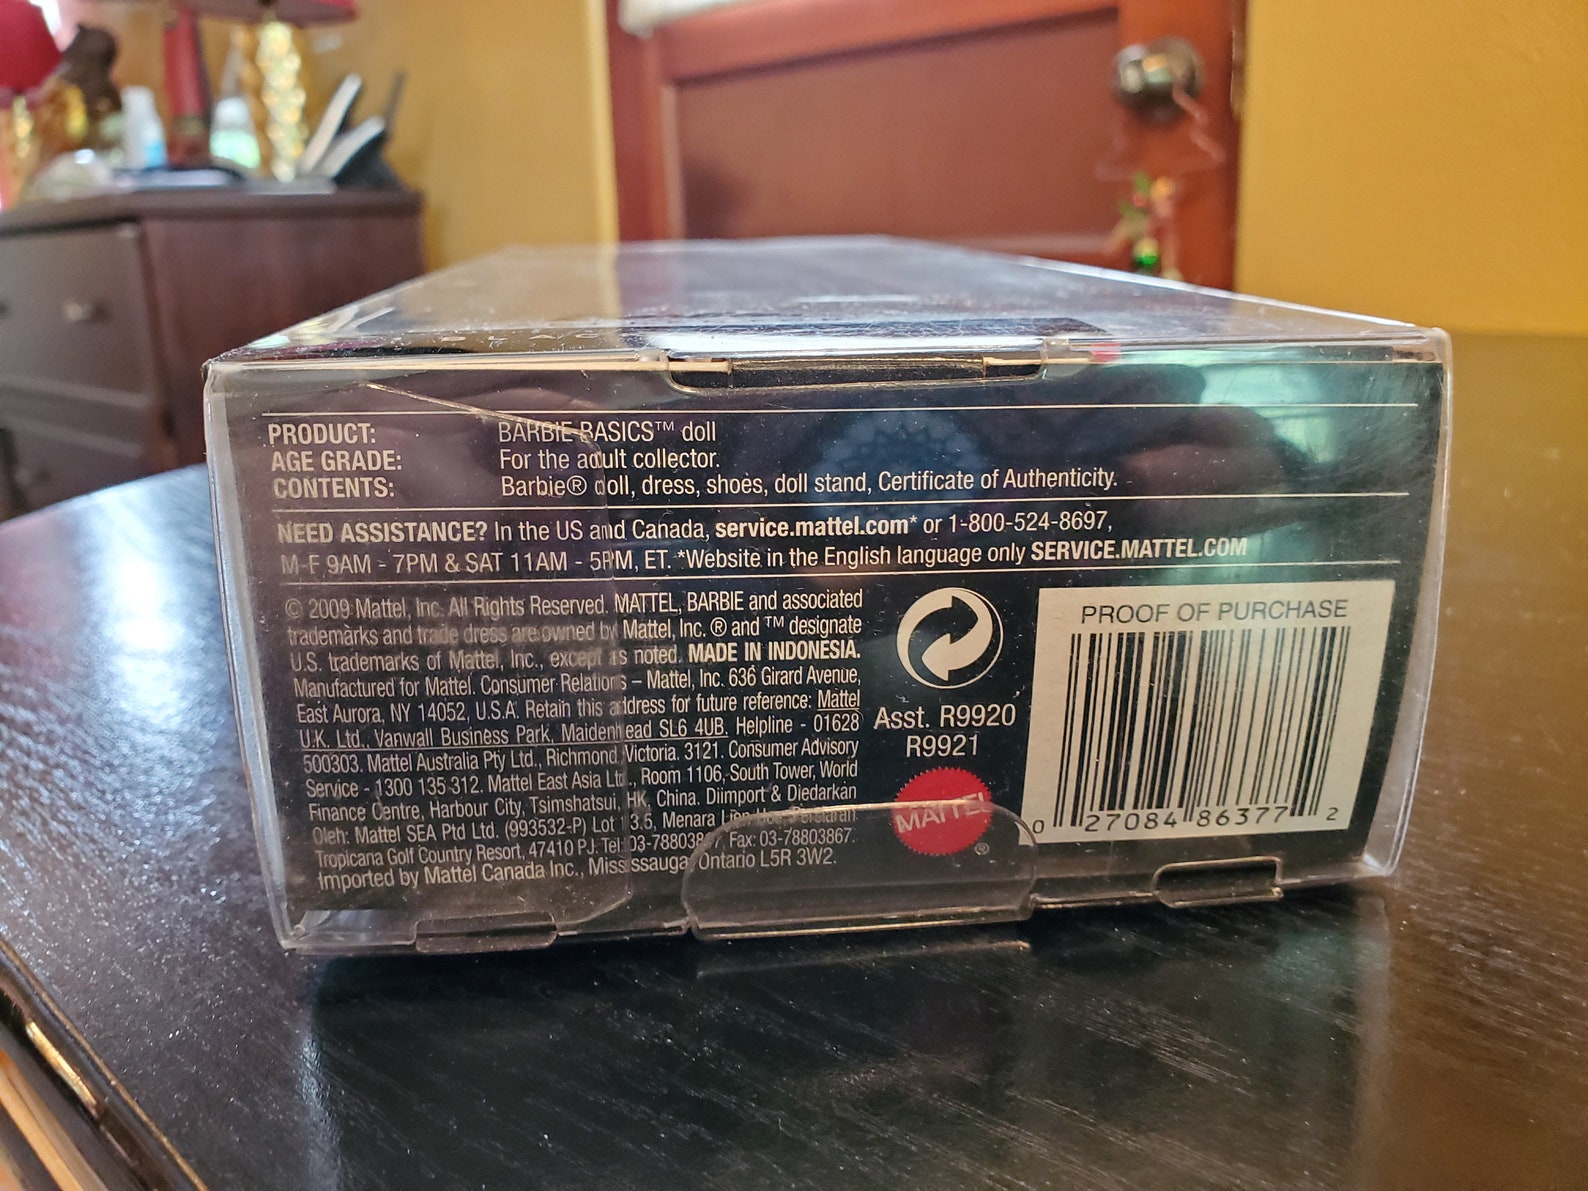 PRODUCT: BARBIE BASICS™ doll
AGE GRADE: For the adult collector.
CONTENTS: Barbie® doll, dress, shoes, doll stand, Certificate of Authenticity.
NEED ASSISTANCE? In the US and Canada, service.mattel.com* or 1-800-524-8697,
M-F 9AM - 7PM & SAT 11AM - 5PM, ET. *Website in the English language only SERVICE.MATTEL.COM
© 2009 Mattel, Inc. All Rights Reserved. MATTEL, BARBIE and associated
trademarks and trade dress are owned by Mattel, Inc. ® and ™ designate
U.S. trademarks of Mattel, Inc., except as noted. MADE IN INDONESIA.
Manufactured for Mattel. Consumer Relations – Mattel, Inc. 636 Girard Avenue,
East Aurora, NY 14052, U.S.A. Retain this address for future reference: Mattel
U.K. Ltd., Vanwall Business Park, Maidenhead SL6 4UB. Helpline - 01628
500303. Mattel Australia Pty Ltd., Richmond Victoria. 3121. Consumer Advisory
Service - 1300 135 312. Mattel East Asia Ltd., Room 1106, South Tower, World
Finance Centre, Harbour City, Tsimshatsui, HK, China. Diimport & Diedarkan
Oleh: Mattel SEA Ptd Ltd. (993532-P) Lot 13.5, Menara Lien Hoe, Persiaran
Tropicana Golf Country Resort, 47410 PJ. Tel: 03-78803817, Fax: 03-78803867.
Imported by Mattel Canada Inc., Mississauga, Ontario L5R 3W2.
Asst. R9920
R9921
MATTEL
®
PROOF OF PURCHASE
0 27084 86377 2